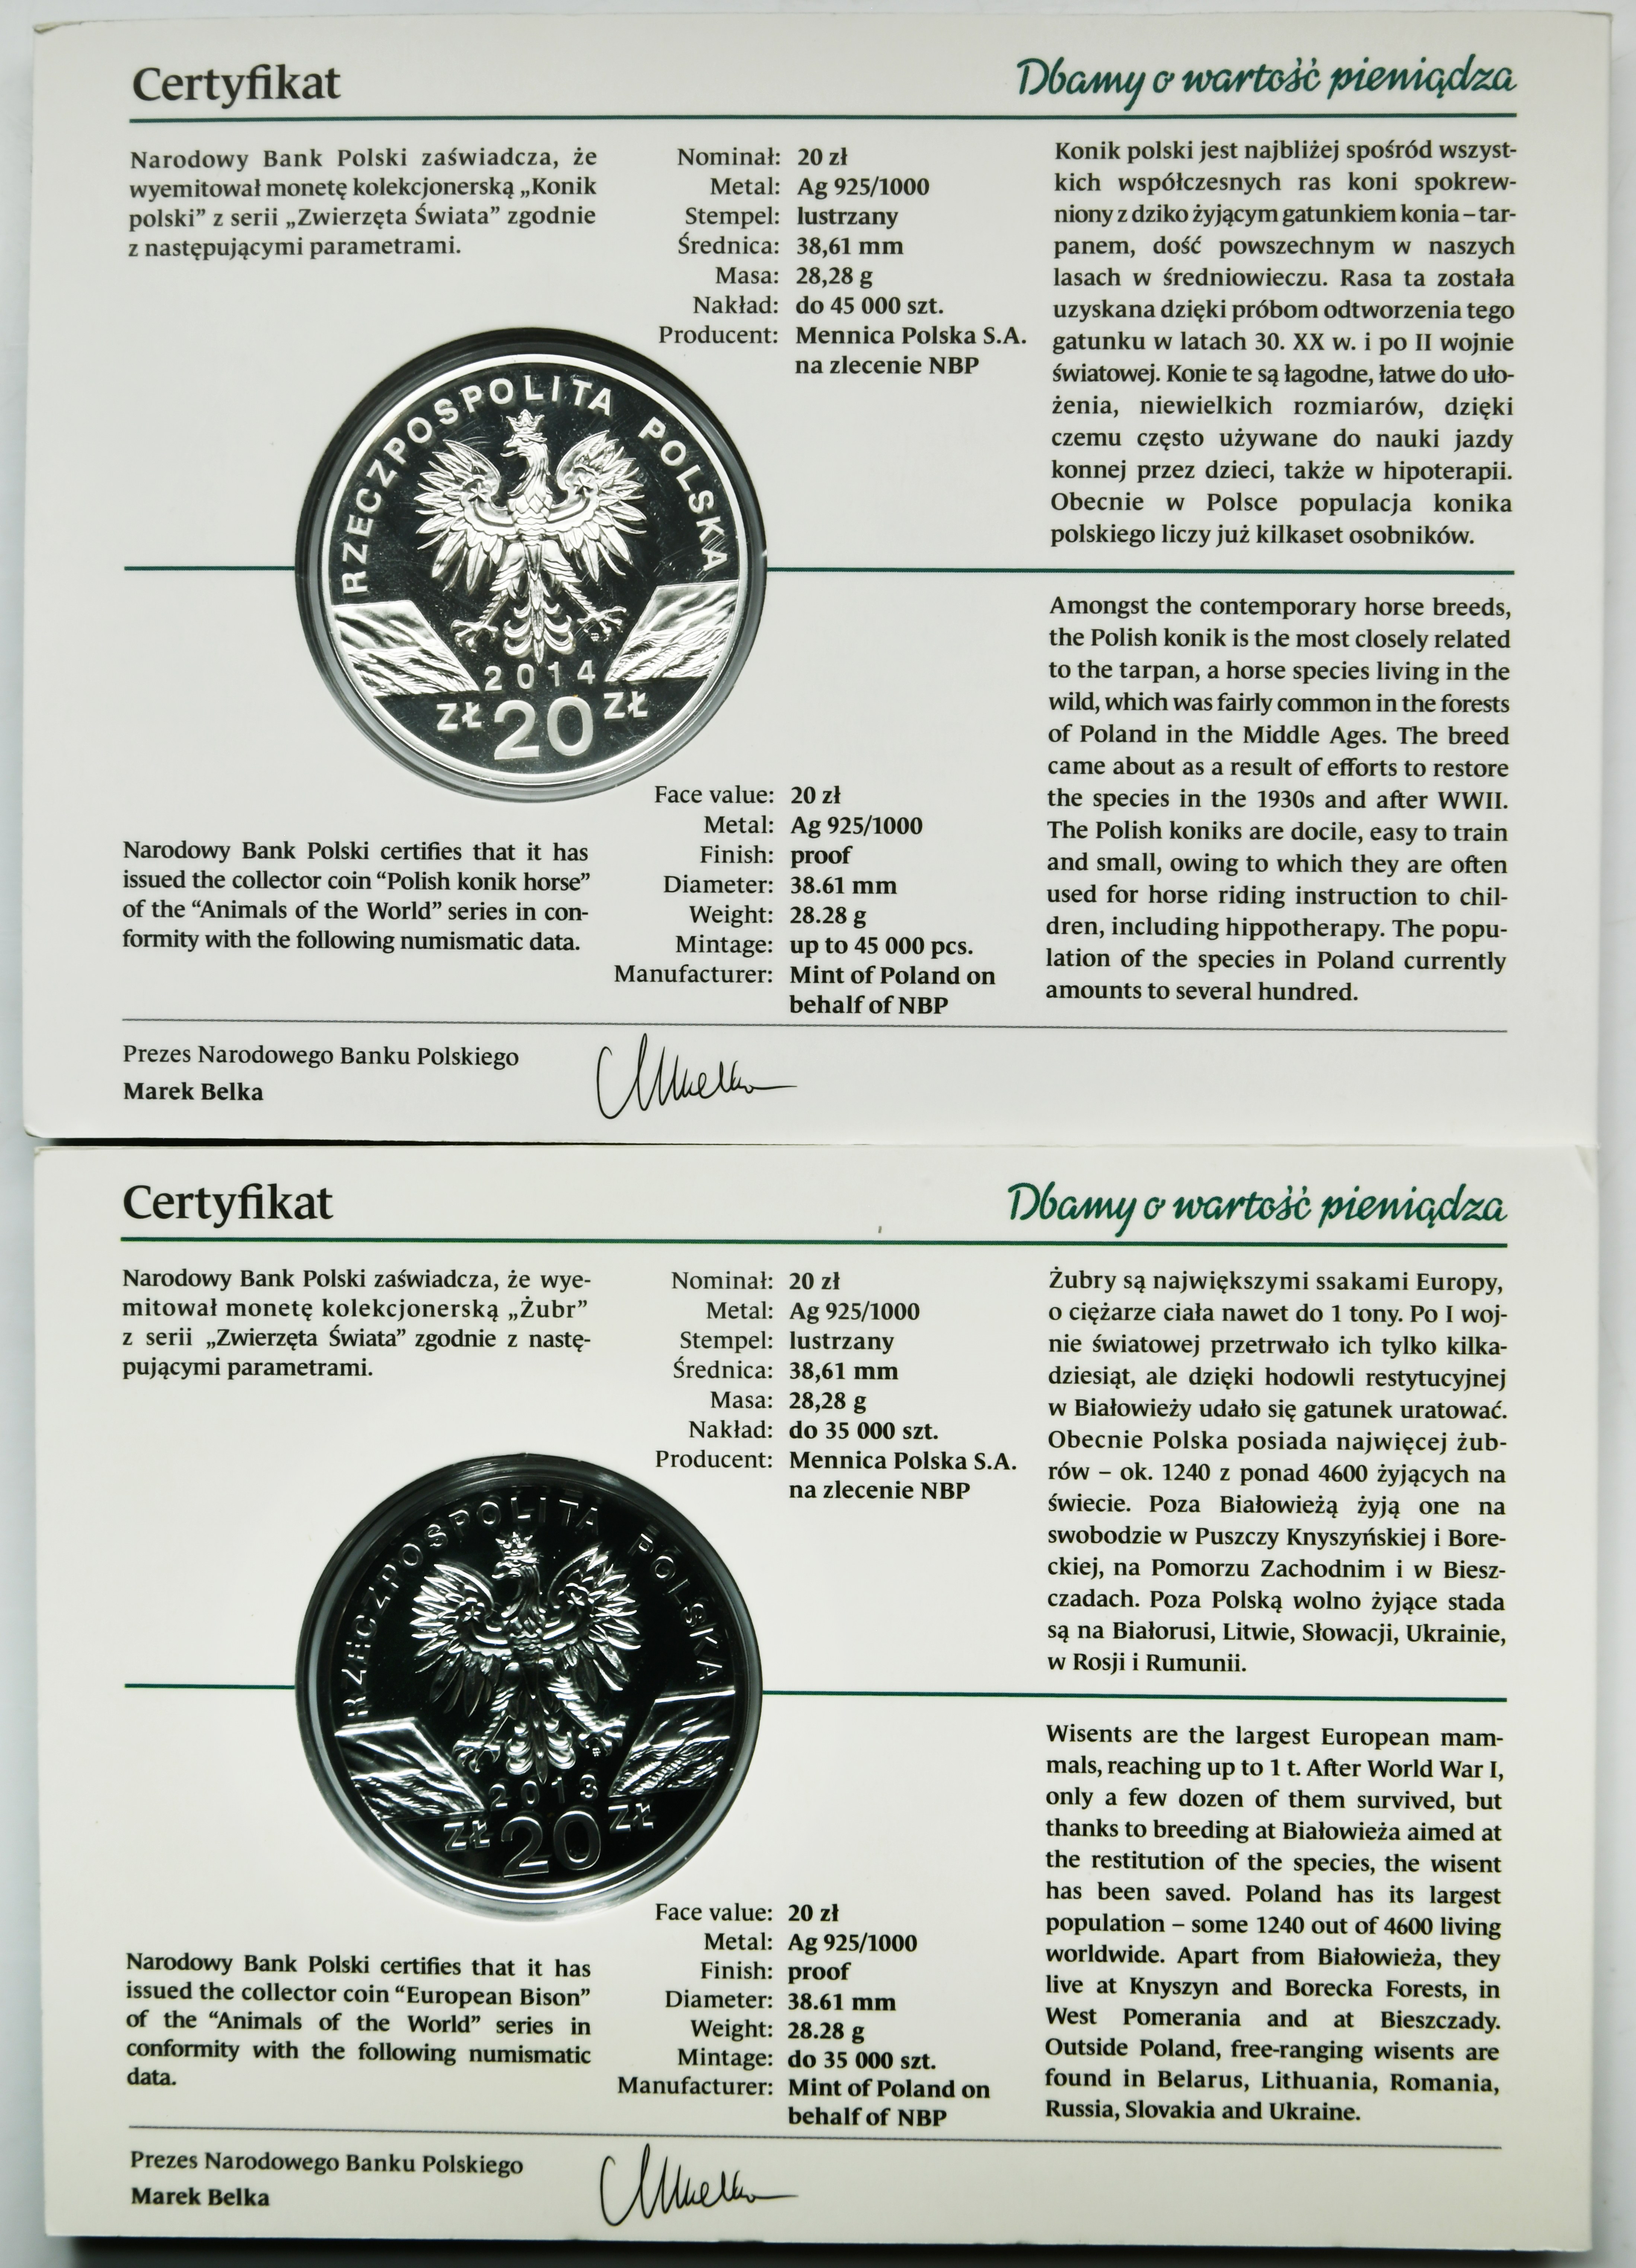 Certyfikat
Dbamy o wartość pieniądza
Narodowy Bank Polski zaświadcza, że
wyemitował monetę kolekcjonerską „Konik
polski” z serii „Zwierzęta Świata” zgodnie
z następującymi parametrami.
Nominał: 20 zł
Metal: Ag 925/1000
Stempel: lustrzany
Średnica: 38,61 mm
Masa: 28,28 g
Nakład: do 45 000 szt.
Producent: Mennica Polska S.A.
na zlecenie NBP
Konik polski jest najbliżej spośród wszyst-
kich współczesnych ras koni spokrew-
niony z dziko żyjącym gatunkiem konia – tar-
panem, dość powszechnym w naszych
lasach w średniowieczu. Rasa ta została
uzyskana dzięki próbom odtworzenia tego
gatunku w latach 30. XX w. i po II wojnie
światowej. Konie te są łagodne, łatwe do uło-
żenia, niewielkich rozmiarów, dzięki
czemu często używane do nauki jazdy
konnej przez dzieci, także w hipoterapii.
Obecnie w Polsce populacja konika
polskiego liczy już kilkaset osobników.
RZECZPOSPOLITA POLSKA
2014
ZŁ 20 ZŁ
Narodowy Bank Polski certifies that it has
issued the collector coin “Polish konik horse”
of the “Animals of the World” series in con-
formity with the following numismatic data.
Face value: 20 zł
Metal: Ag 925/1000
Finish: proof
Diameter: 38.61 mm
Weight: 28.28 g
Mintage: up to 45 000 pcs.
Manufacturer: Mint of Poland on
behalf of NBP
Amongst the contemporary horse breeds,
the Polish konik is the most closely related
to the tarpan, a horse species living in the
wild, which was fairly common in the forests
of Poland in the Middle Ages. The breed
came about as a result of efforts to restore
the species in the 1930s and after WWII.
The Polish koniks are docile, easy to train
and small, owing to which they are often
used for horse riding instruction to chil-
dren, including hippotherapy. The popu-
lation of the species in Poland currently
amounts to several hundred.
Prezes Narodowego Banku Polskiego
Marek Belka
Certyfikat
Dbamy o wartość pieniądza
Narodowy Bank Polski zaświadcza, że wye-
mitował monetę kolekcjonerską „Żubr”
z serii „Zwierzęta Świata” zgodnie z nastę-
pującymi parametrami.
Nominał: 20 zł
Metal: Ag 925/1000
Stempel: lustrzany
Średnica: 38,61 mm
Masa: 28,28 g
Nakład: do 35 000 szt.
Producent: Mennica Polska S.A.
na zlecenie NBP
Żubry są największymi ssakami Europy,
o ciężarze ciała nawet do 1 tony. Po I woj-
nie światowej przetrwało ich tylko kilka-
dziesiąt, ale dzięki hodowli restytucyjnej
w Białowieży udało się gatunek uratować.
Obecnie Polska posiada najwięcej żub-
rów – ok. 1240 z ponad 4600 żyjących na
świecie. Poza Białowieżą żyją one na
swobodzie w Puszczy Knyszyńskiej i Bore-
ckiej, na Pomorzu Zachodnim i w Biesz-
czadach. Poza Polską wolno żyjące stada
są na Białorusi, Litwie, Słowacji, Ukrainie,
w Rosji i Rumunii.
RZECZPOSPOLITA POLSKA
2013
ZŁ 20 ZŁ
Narodowy Bank Polski certifies that it has
issued the collector coin “European Bison”
of the “Animals of the World” series in
conformity with the following numismatic
data.
Face value: 20 zł
Metal: Ag 925/1000
Finish: proof
Diameter: 38.61 mm
Weight: 28.28 g
Mintage: do 35 000 szt.
Manufacturer: Mint of Poland on
behalf of NBP
Wisents are the largest European mam-
mals, reaching up to 1 t. After World War I,
only a few dozen of them survived, but
thanks to breeding at Białowieża aimed at
the restitution of the species, the wisent
has been saved. Poland has its largest
population – some 1240 out of 4600 living
worldwide. Apart from Białowieża, they
live at Knyszyn and Borecka Forests, in
West Pomerania and at Bieszczady.
Outside Poland, free-ranging wisents are
found in Belarus, Lithuania, Romania,
Russia, Slovakia and Ukraine.
Prezes Narodowego Banku Polskiego
Marek Belka